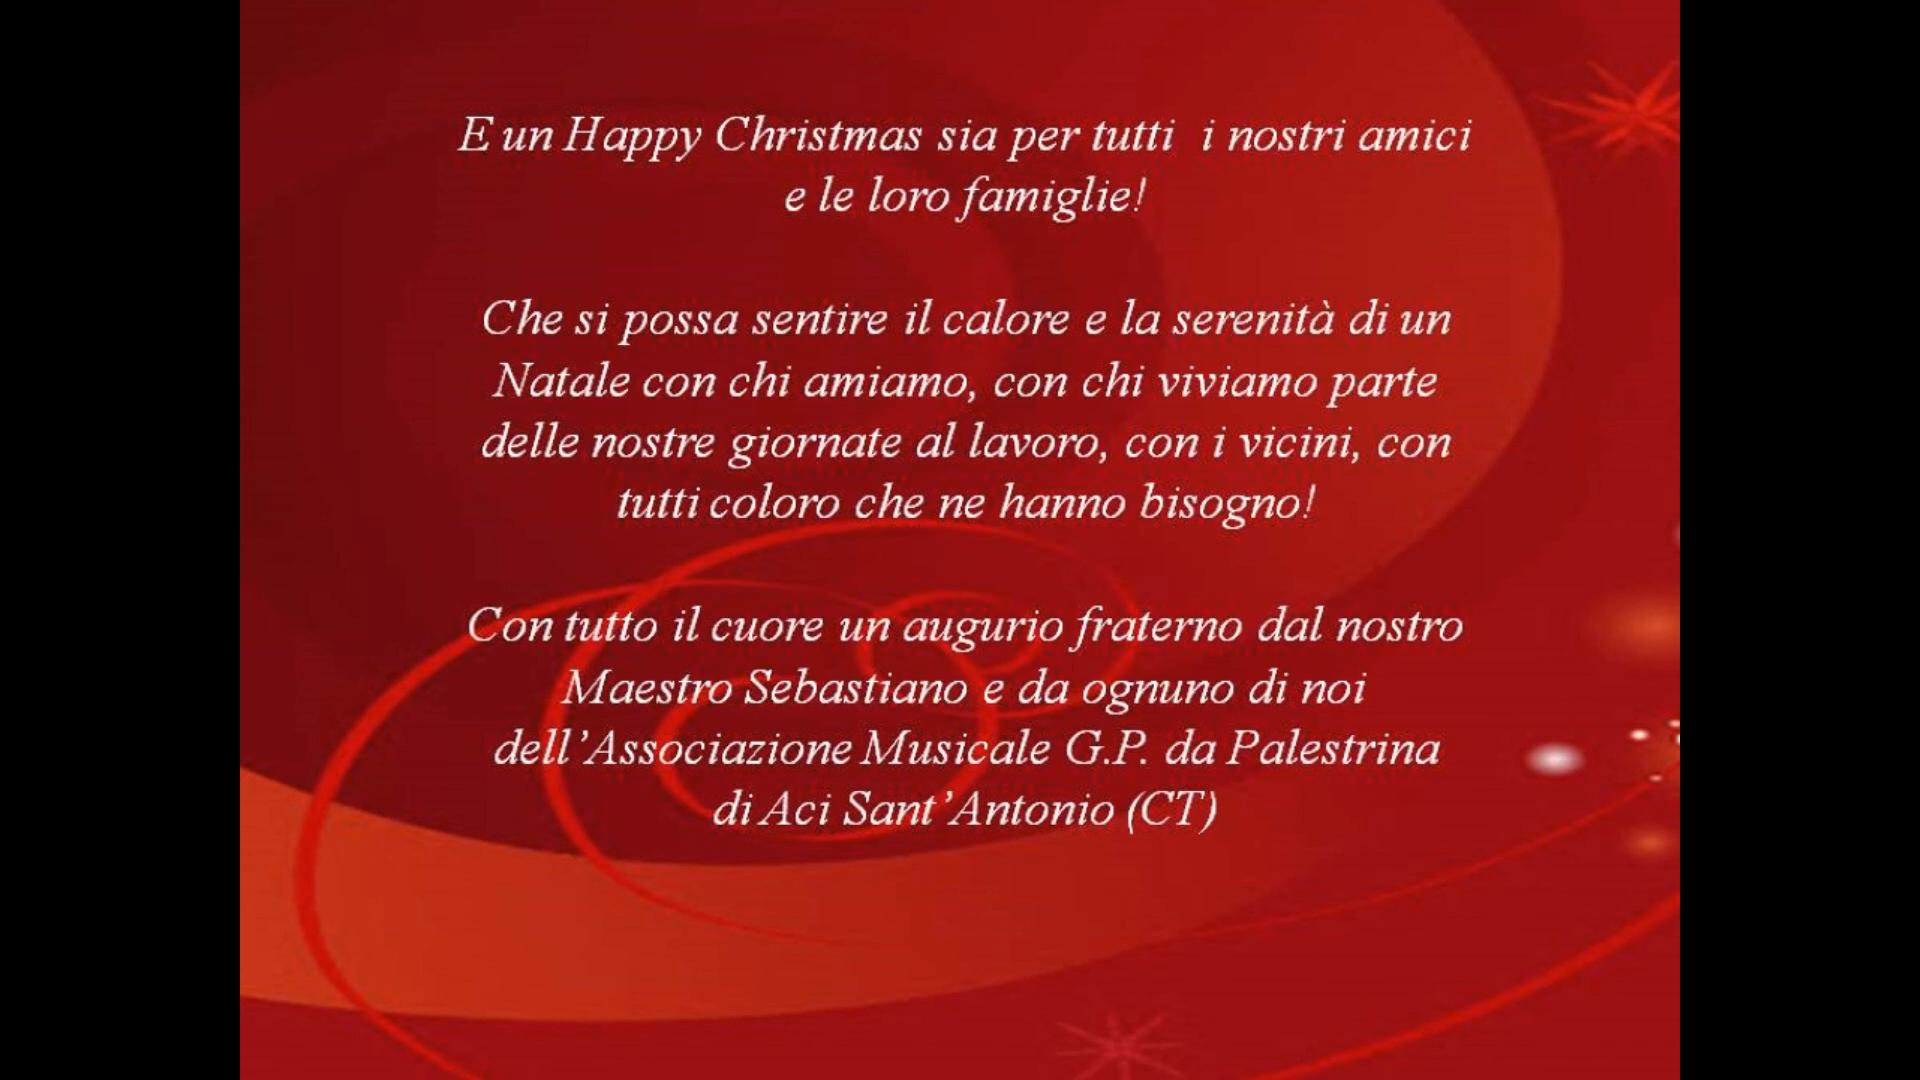 E un Happy Christmas sia per tutti i nostri amici
e le loro famiglie!
Che si possa sentire il calore e la serenità di un
Natale con chi amiamo, con chi viviamo parte
delle nostre giornate al lavoro, con i vicini, con
tutti coloro che ne hanno bisogno!
Con tutto il cuore un augurio fraterno dal nostro
Maestro Sebastiano e da ognuno di noi
dell’Associazione Musicale G.P. da Palestrina
di Aci Sant’Antonio (CT)